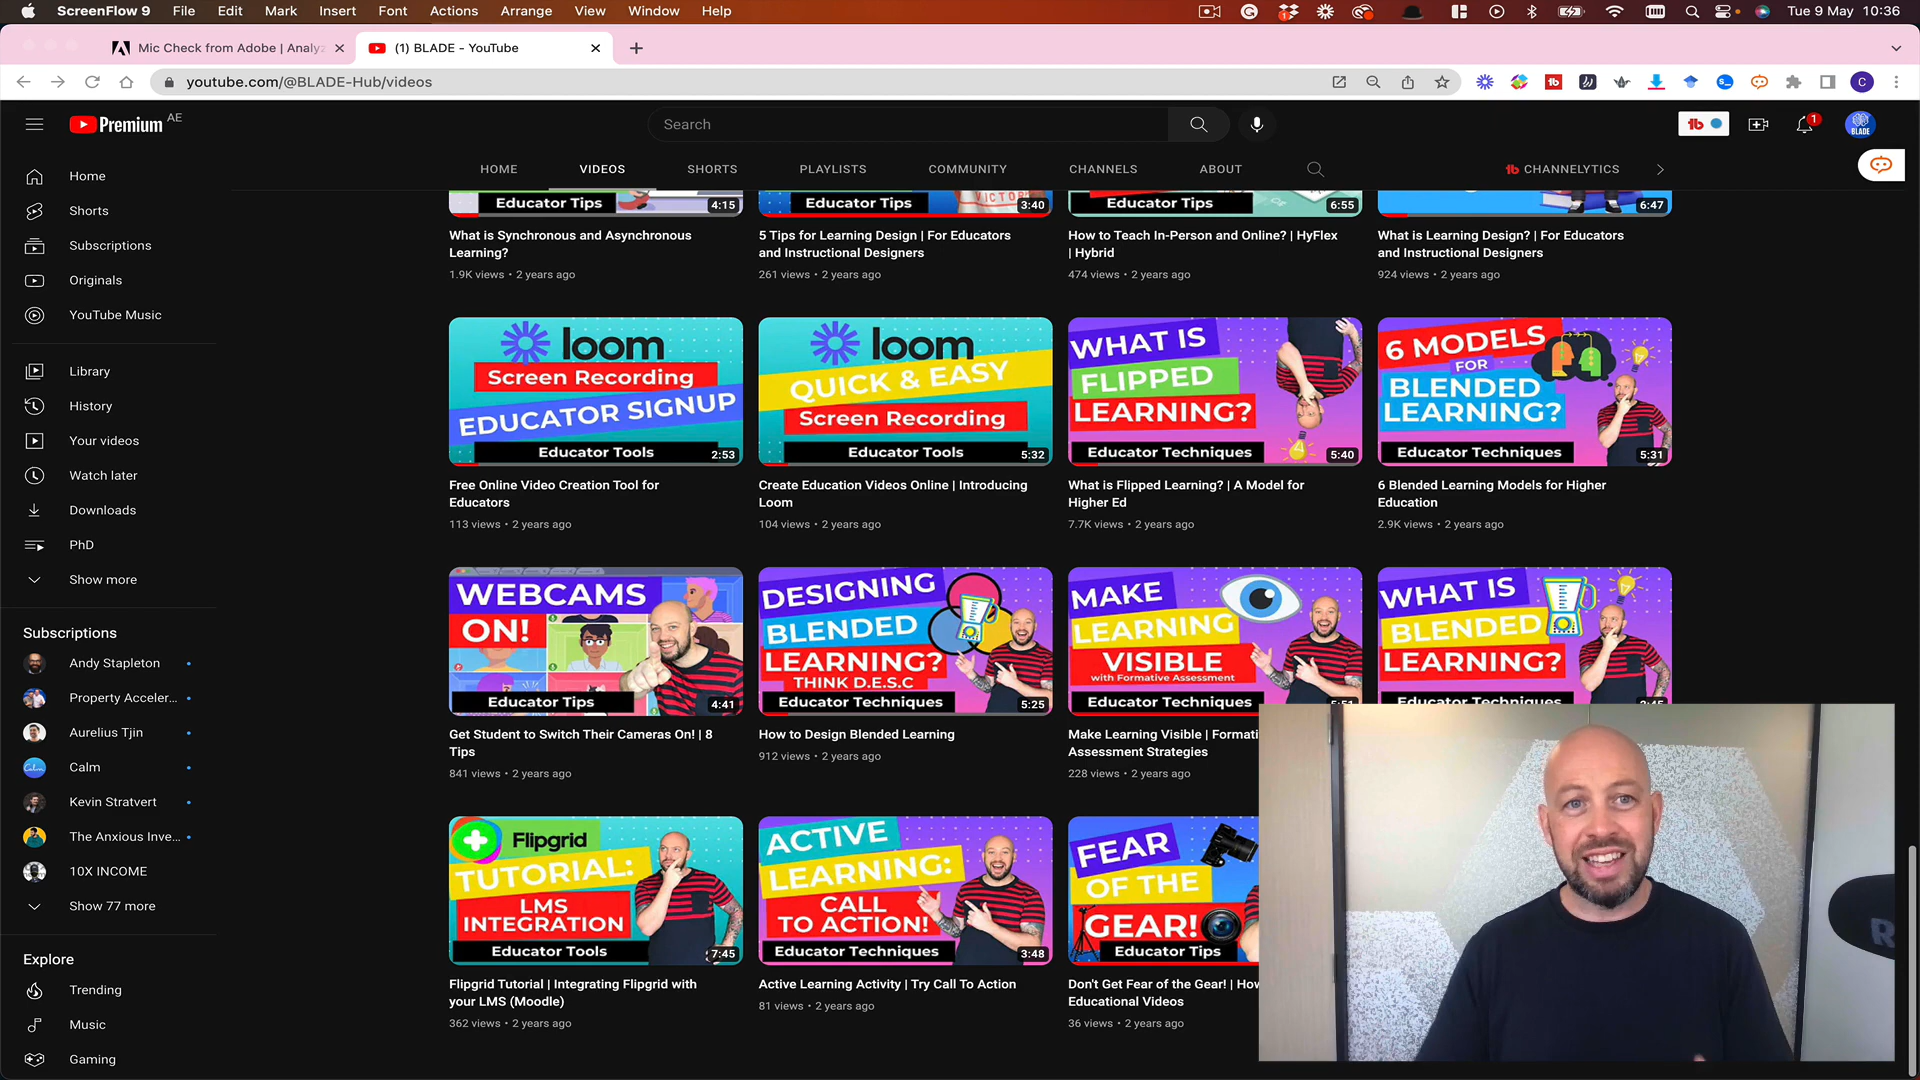 ScreenFlow 9 File Edit Mark Insert Font Actions Arrange View Window Help Tue 9 May 10:36
Mic Check from Adobe | Analyz (1) BLADE - YouTube
youtube.com/@BLADE-Hub/videos
Premium AE Search
BLADE
HOME VIDEOS SHORTS PLAYLISTS COMMUNITY CHANNELS ABOUT CHANNELYTICS
Home
Shorts
Subscriptions
Originals
YouTube Music
Library
History
Your videos
Watch later
Downloads
PhD
Show more
Subscriptions
Andy Stapleton
Property Acceler...
Aurelius Tjin
Calm
Kevin Stratvert
The Anxious Inve...
10X INCOME
Show 77 more
Explore
Trending
Music
Gaming
Educator Tips 4:15
What is Synchronous and Asynchronous
Learning?
1.9K views • 2 years ago
Educator Tips 3:40
5 Tips for Learning Design | For Educators
and Instructional Designers
261 views • 2 years ago
Educator Tips 6:55
How to Teach In-Person and Online? | HyFlex
| Hybrid
474 views • 2 years ago
6:47
What is Learning Design? | For Educators
and Instructional Designers
924 views • 2 years ago
loom
Screen Recording
EDUCATOR SIGNUP
Educator Tools 2:53
Free Online Video Creation Tool for
Educators
113 views • 2 years ago
loom
QUICK & EASY
Screen Recording
Educator Tools 5:32
Create Education Videos Online | Introducing
Loom
104 views • 2 years ago
WHAT IS
FLIPPED
LEARNING?
Educator Techniques 5:40
What is Flipped Learning? | A Model for
Higher Ed
7.7K views • 2 years ago
6 MODELS
FOR
BLENDED
LEARNING?
Educator Techniques 5:31
6 Blended Learning Models for Higher
Education
2.9K views • 2 years ago
WEBCAMS
ON!
Educator Tips 4:41
Get Student to Switch Their Cameras On! | 8
Tips
841 views • 2 years ago
DESIGNING
BLENDED
LEARNING?
THINK D.E.S.C
Educator Techniques 5:25
How to Design Blended Learning
912 views • 2 years ago
MAKE
LEARNING
VISIBLE
with Formative Assessment
Educator Techniques 5:51
Make Learning Visible | Formati
Assessment Strategies
228 views • 2 years ago
WHAT IS
BLENDED
LEARNING?
Educator Techniques
Flipgrid
TUTORIAL:
LMS
INTEGRATION
Educator Tools 7:45
Flipgrid Tutorial | Integrating Flipgrid with
your LMS (Moodle)
362 views • 2 years ago
ACTIVE
LEARNING:
CALL
TO ACTION!
Educator Techniques 3:48
Active Learning Activity | Try Call To Action
81 views • 2 years ago
FEAR
OF THE
GEAR!
Educator Tips
Don't Get Fear of the Gear! | How
Educational Videos
36 views • 2 years ago